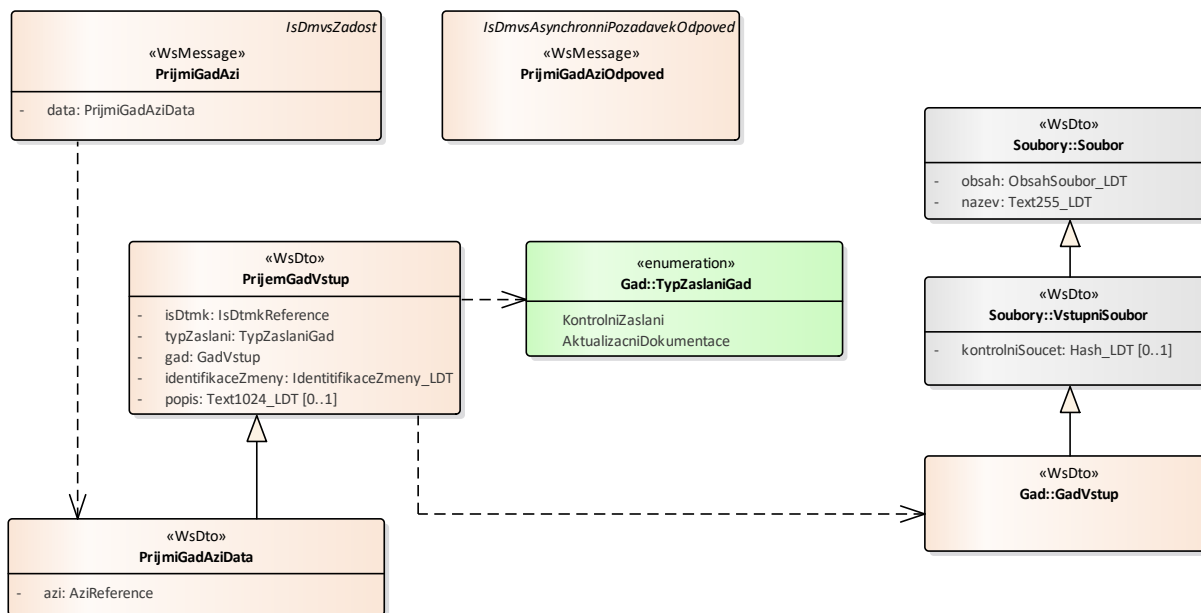 IsDmvsZadost
«WsMessage»
PrijmiGadAzi
- data: PrijmiGadAziData
IsDmvsAsynchronniPozadavekOdpoved
«WsMessage»
PrijmiGadAziOdpoved
«WsDto»
Soubory::Soubor
- obsah: ObsahSoubor_LDT
- nazev: Text255_LDT
«WsDto»
PrijemGadVstup
- isDtmk: IsDtmkReference
- typZaslani: TypZaslaniGad
- gad: GadVstup
- identifikaceZmeny: IdentitifikaceZmeny_LDT
- popis: Text1024_LDT [0..1]
«enumeration»
Gad::TypZaslaniGad
KontrolniZaslani
AktualizacniDokumentace
«WsDto»
Soubory::VstupniSoubor
- kontrolniSoucet: Hash_LDT [0..1]
«WsDto»
Gad::GadVstup
«WsDto»
PrijmiGadAziData
- azi: AziReference